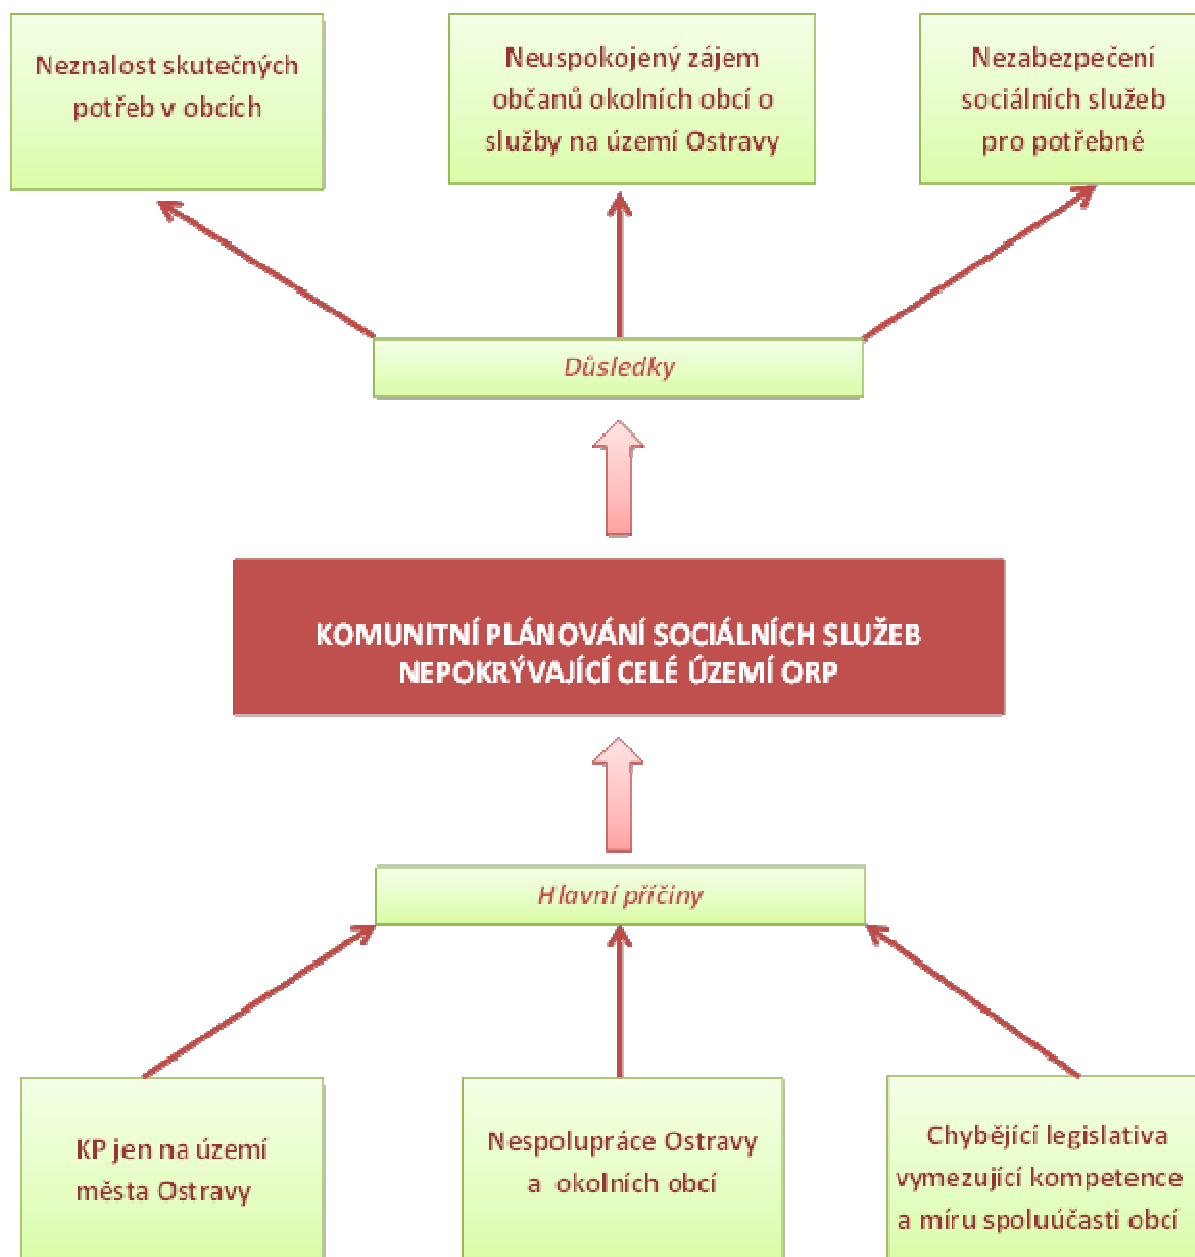 Neznalost skutečných
potřeb v obcích
Neuspokojený zájem
občanů okolních obcí o
služby na území Ostravy
Nezabezpečení
sociálních služeb
pro potřebné
Důsledky
KOMUNITNÍ PLÁNOVÁNÍ SOCIÁLNÍCH SLUŽEB
NEPOKRÝVAJÍCÍ CELÉ ÚZEMÍ ORP
Hlavní příčiny
KP jen na území
města Ostravy
Nespolupráce Ostravy
a okolních obcí
Chybějící legislativa
vymezující kompetence
a míru spoluúčasti obcí